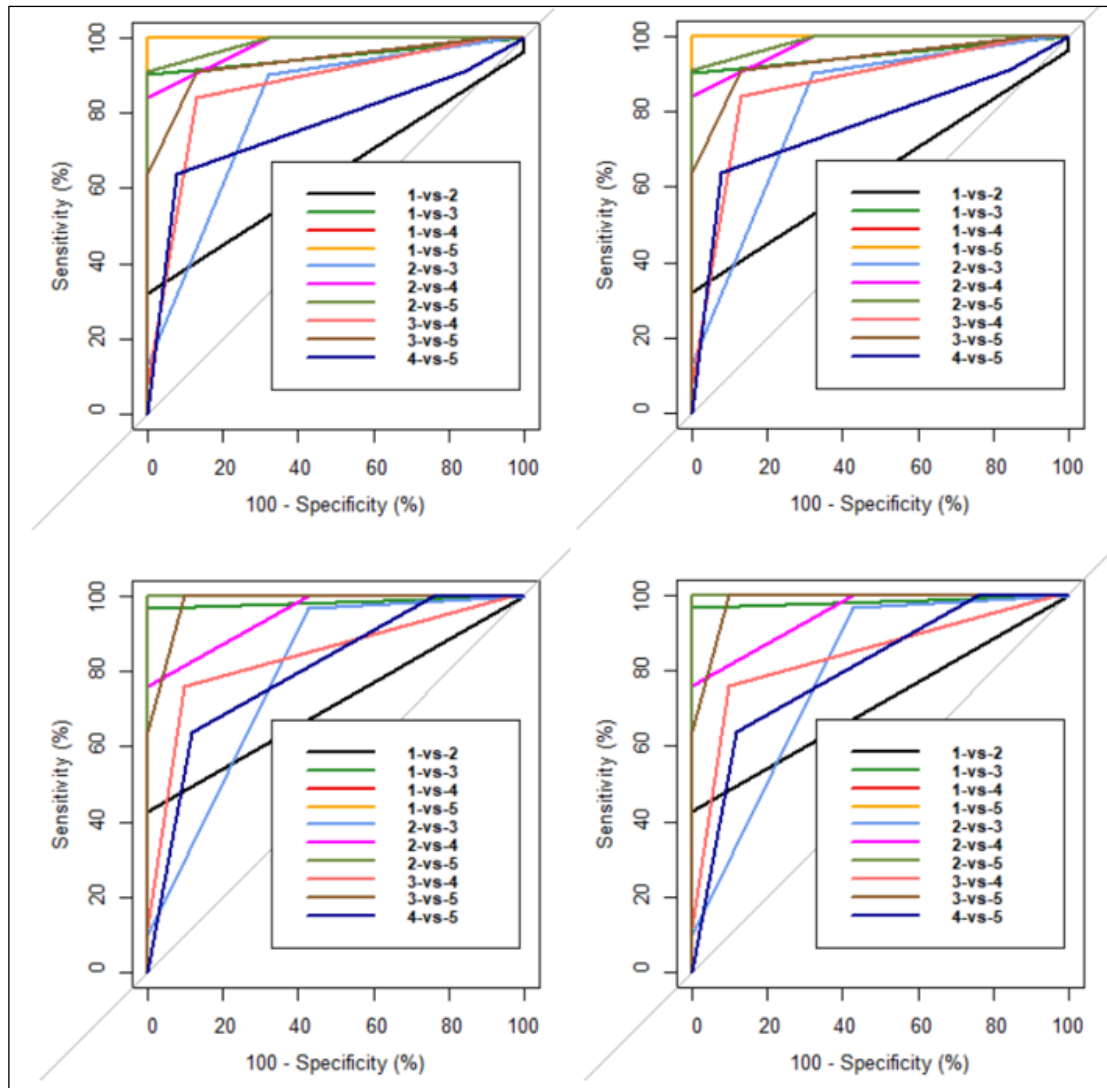 100
80
60
40
20
0
Sensitivity (%)
1-vs-2
1-vs-3
1-vs-4
1-vs-5
2-vs-3
2-vs-4
2-vs-5
3-vs-4
3-vs-5
4-vs-5
0 20 40 60 80 100
100 - Specificity (%)
100
80
60
40
20
0
Sensitivity (%)
1-vs-2
1-vs-3
1-vs-4
1-vs-5
2-vs-3
2-vs-4
2-vs-5
3-vs-4
3-vs-5
4-vs-5
0 20 40 60 80 100
100 - Specificity (%)
100
80
60
40
20
0
Sensitivity (%)
1-vs-2
1-vs-3
1-vs-4
1-vs-5
2-vs-3
2-vs-4
2-vs-5
3-vs-4
3-vs-5
4-vs-5
0 20 40 60 80 100
100 - Specificity (%)
100
80
60
40
20
0
Sensitivity (%)
1-vs-2
1-vs-3
1-vs-4
1-vs-5
2-vs-3
2-vs-4
2-vs-5
3-vs-4
3-vs-5
4-vs-5
0 20 40 60 80 100
100 - Specificity (%)